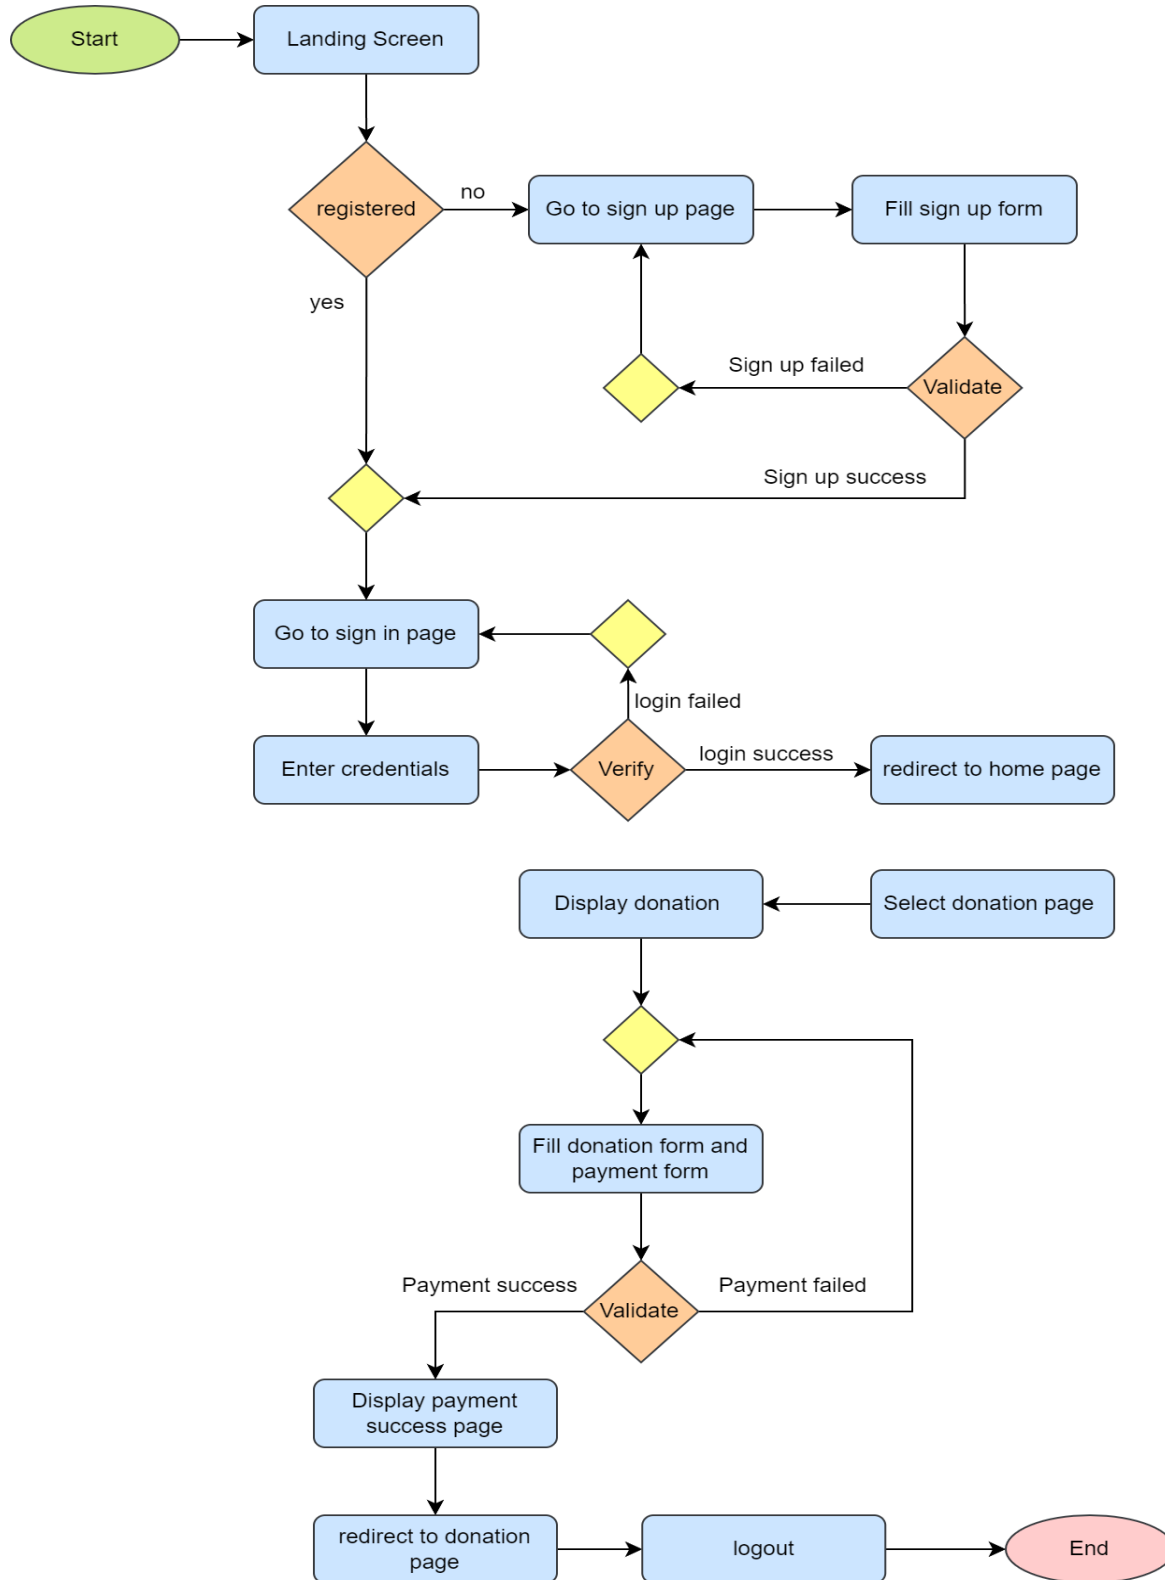 Start
Landing Screen
registered
no
Go to sign up page
Fill sign up form
yes
Sign up failed
Validate
Sign up success
Go to sign in page
login failed
Enter credentials
Verify
login success
redirect to home page
Display donation
Select donation page
Fill donation form and
payment form
Payment success
Validate
Payment failed
Display payment
success page
redirect to donation
page
logout
End